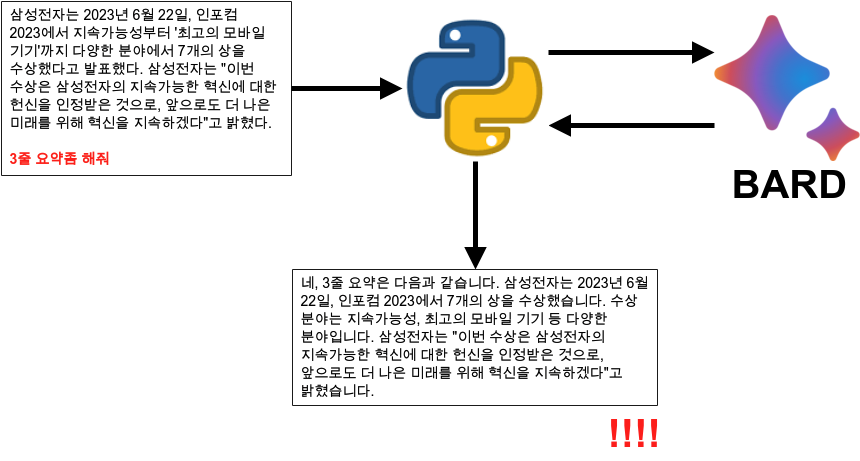 삼성전자는 2023년 6월 22일, 인포컴
2023에서 지속가능성부터 '최고의 모바일
기기'까지 다양한 분야에서 7개의 상을
수상했다고 발표했다. 삼성전자는 "이번
수상은 삼성전자의 지속가능한 혁신에 대한
헌신을 인정받은 것으로, 앞으로도 더 나은
미래를 위해 혁신을 지속하겠다"고 밝혔다.
3줄 요약좀 해줘
BARD
네, 3줄 요약은 다음과 같습니다. 삼성전자는 2023년 6월
22일, 인포컴 2023에서 7개의 상을 수상했습니다. 수상
분야는 지속가능성, 최고의 모바일 기기 등 다양한
분야입니다. 삼성전자는 "이번 수상은 삼성전자의
지속가능한 혁신에 대한 헌신을 인정받은 것으로,
앞으로도 더 나은 미래를 위해 혁신을 지속하겠다"고
밝혔습니다.
!!!!